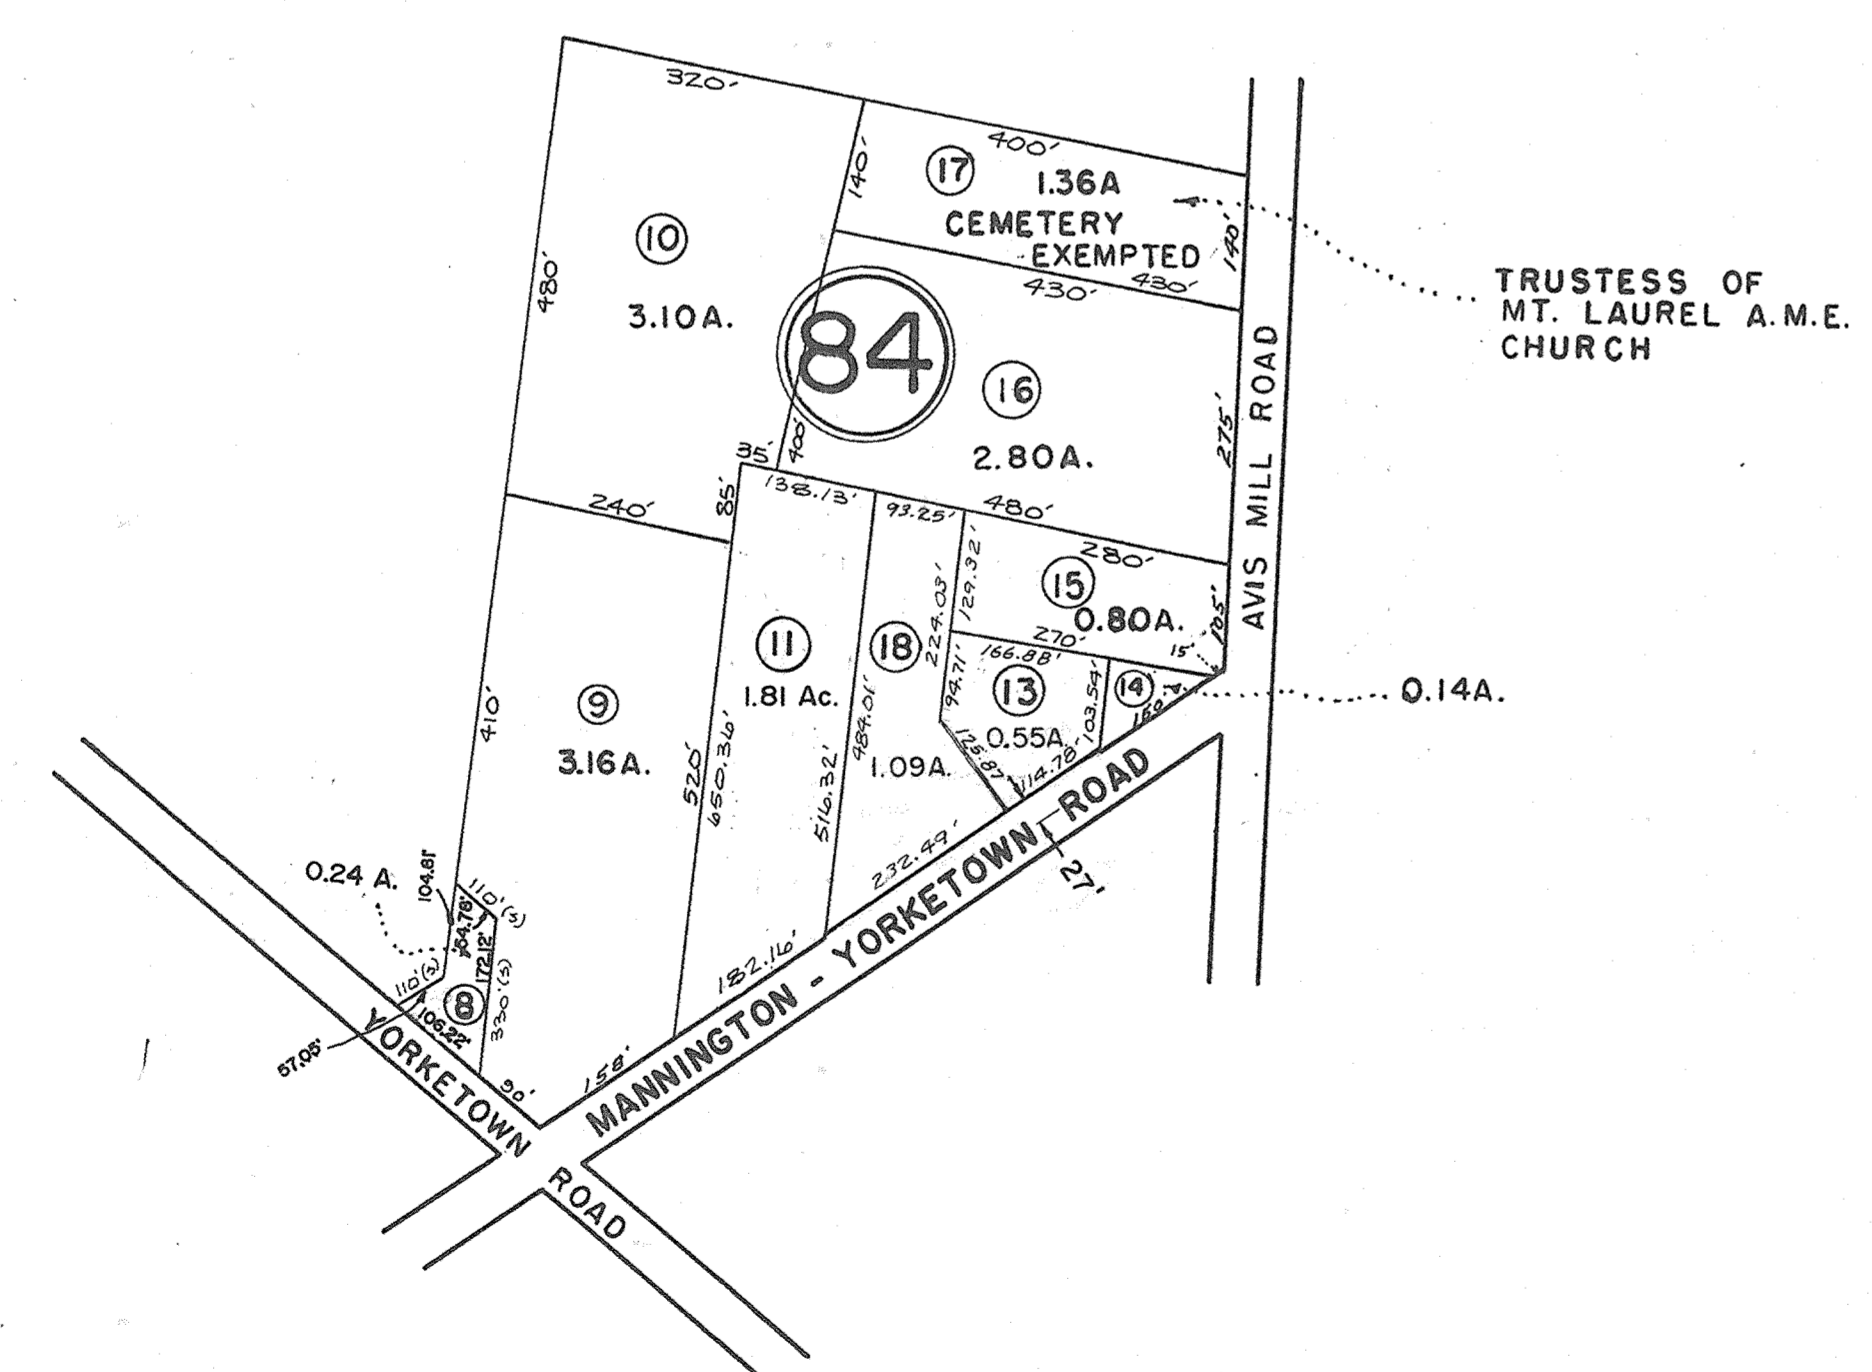 320′
400′
140′
17
1.36A
CEMETERY
EXEMPTED
140′
430′
430′
TRUSTESS OF
MT. LAUREL A.M.E.
CHURCH
10
480′
3.10A.
84
16
275′
400′
2.80A.
AVIS MILL ROAD
35′
85′
138.13′
93.25′
480′
240′
280′
15
0.80A.
105′
129.32′
224.03′
270′
15′
11
1.81 Ac.
18
166.88′
94.71′
13
103.54′
14
150′
0.14A.
0.55A
125.87
114.78′
9
3.16A.
410′
520′
650.36′
516.32′
484.01′
1.09A.
232.49′
27′
182.16′
MANNINGTON - YORKETOWN ROAD
0.24 A.
104.81′
110′(S)
64.78′
172.12′
330′(S)
110′(S)
8
106.22′
57.05′
90′
158′
YORKETOWN
ROAD